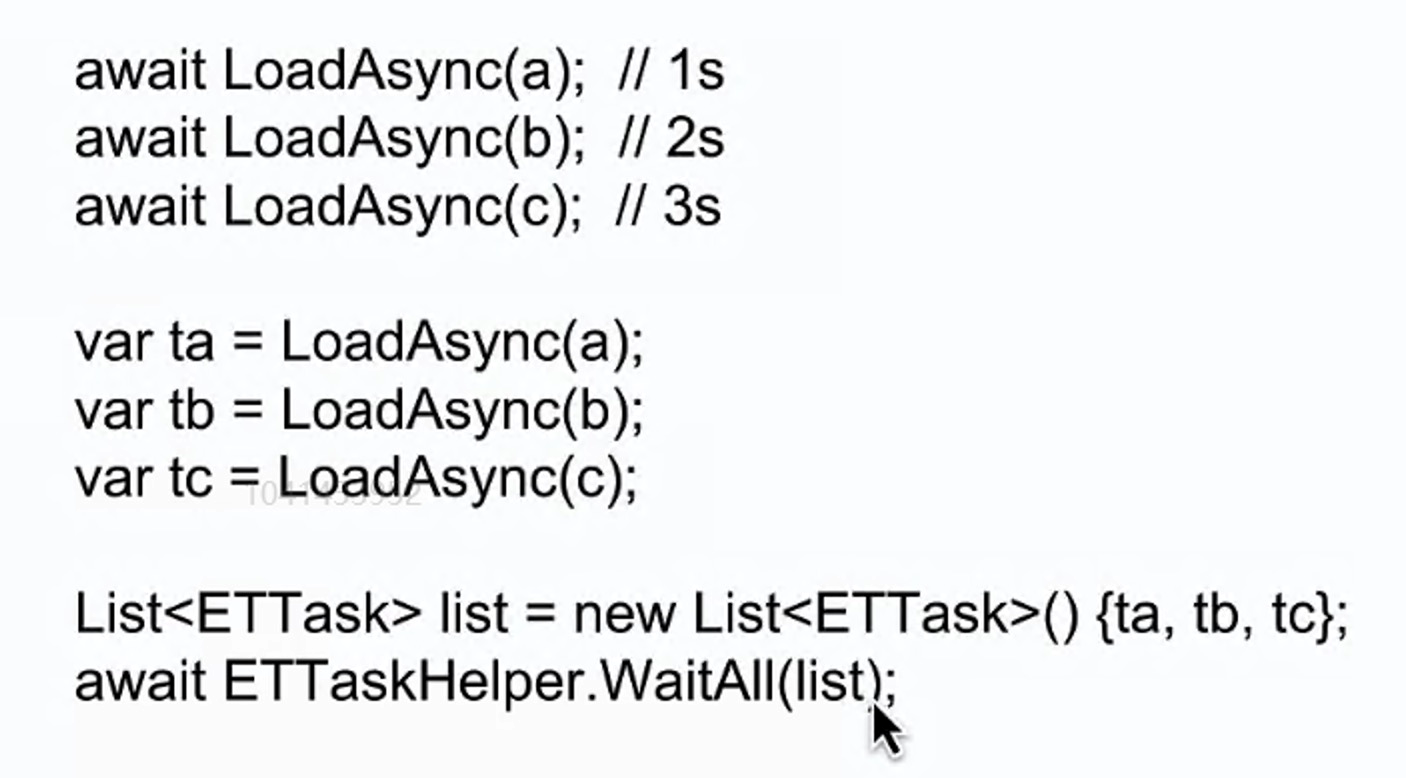 await LoadAsync(a);  // 1s
await LoadAsync(b);  // 2s
await LoadAsync(c);  // 3s
var ta = LoadAsync(a);
var tb = LoadAsync(b);
var tc = LoadAsync(c);
List<ETTask> list = new List<ETTask>() {ta, tb, tc};
await ETTaskHelper.WaitAll(list);